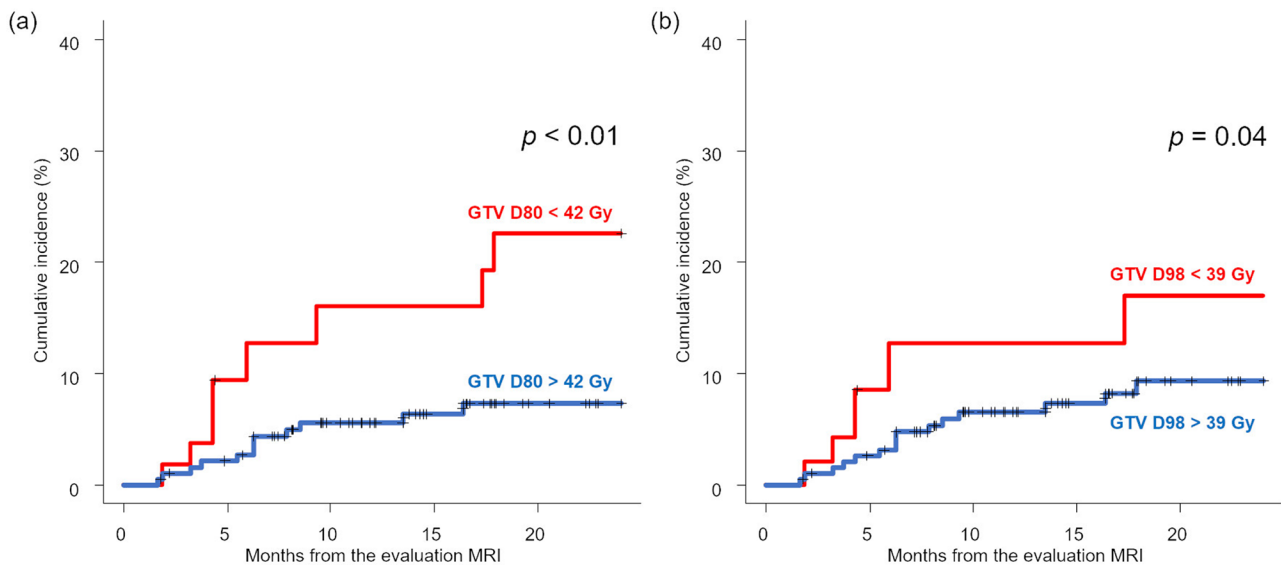 (a)
40
30
20
10
0
Cumulative incidence (%)
p < 0.01
GTV D80 < 42 Gy
GTV D80 > 42 Gy
0 5 10 15 20
Months from the evaluation MRI
(b)
40
30
20
10
0
Cumulative incidence (%)
p = 0.04
GTV D98 < 39 Gy
GTV D98 > 39 Gy
0 5 10 15 20
Months from the evaluation MRI